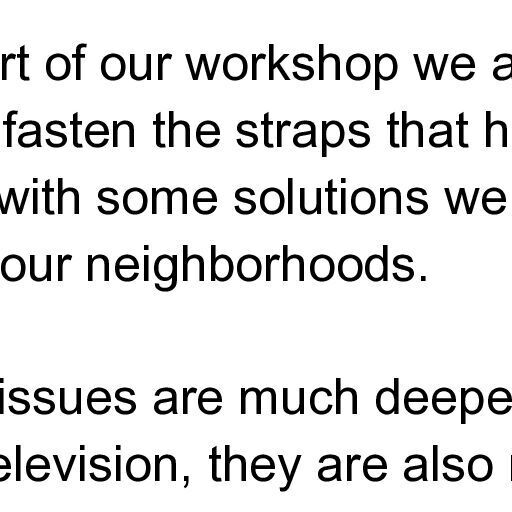 rt of our workshop we a
fasten the straps that h
with some solutions we
our neighborhoods.
issues are much deepe
elevision, they are also